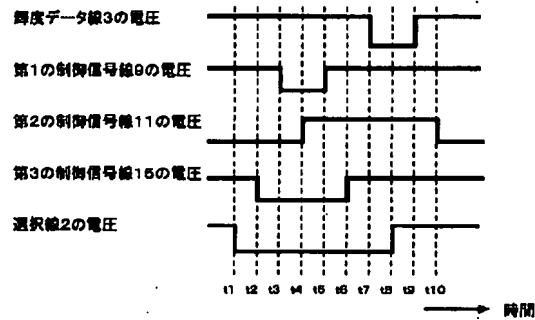 輝度データ線3の電圧
第1の制御信号線9の電圧
第2の制御信号線11の電圧
第3の制御信号線15の電圧
選択線2の電圧
t1 t2 t3 t4 t5 t6 t7 t8 t9 t10
時間